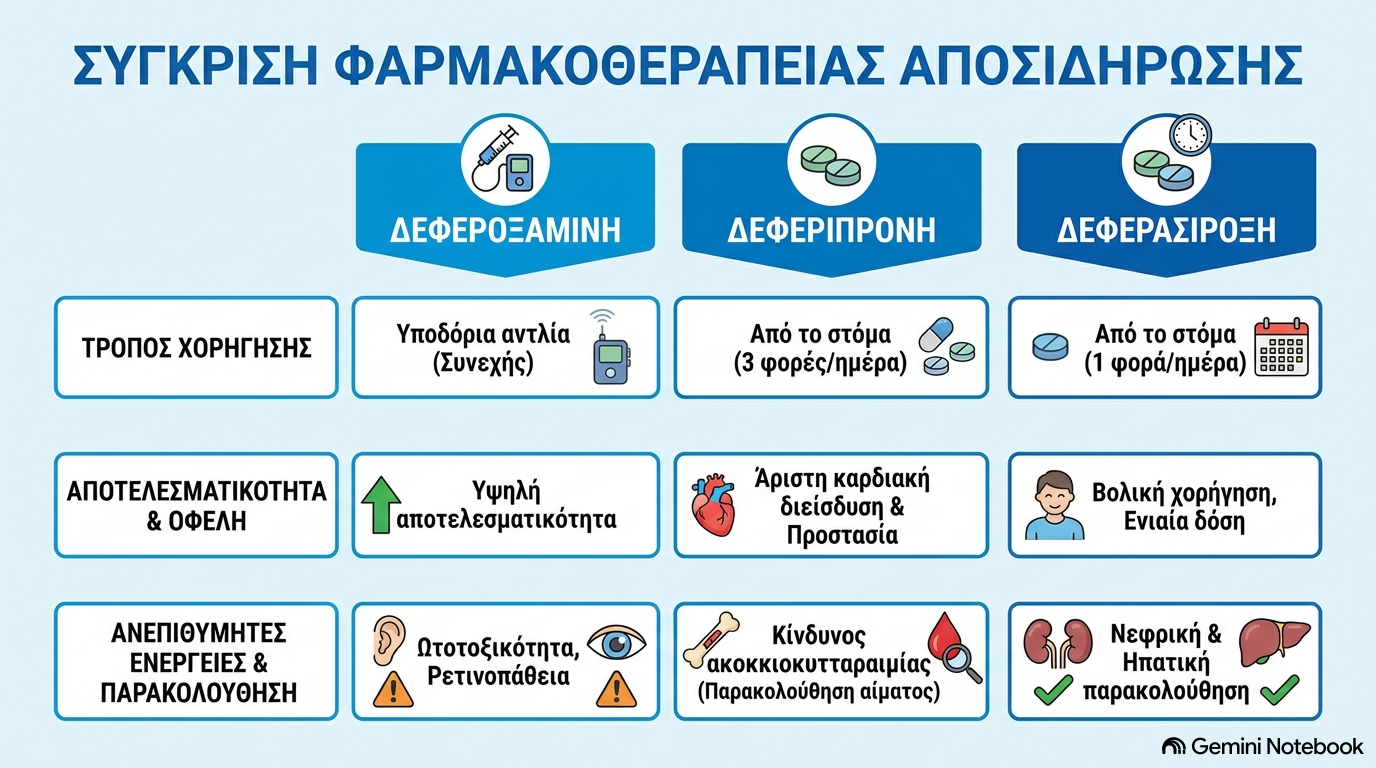 ΣΥΓΚΡΙΣΗ ΦΑΡΜΑΚΟΘΕΡΑΠΕΙΑΣ ΑΠΟΣΙΔΗΡΩΣΗΣ
ΔΕΦΕΡΟΞΑΜΙΝΗ
ΔΕΦΕΡΙΠΡΟΝΗ
ΔΕΦΕΡΑΣΙΡΟΞΗ
ΤΡΟΠΟΣ ΧΟΡΗΓΗΣΗΣ
Υποδόρια αντλία
(Συνεχής)
Από το στόμα
(3 φορές/ημέρα)
Από το στόμα
(1 φορά/ημέρα)
ΑΠΟΤΕΛΕΣΜΑΤΙΚΟΤΗΤΑ
& ΟΦΕΛΗ
Υψηλή
αποτελεσματικότητα
Άριστη καρδιακή
διείσδυση &
Προστασία
Βολική χορήγηση,
Ενιαία δόση
ΑΝΕΠΙΘΥΜΗΤΕΣ
ΕΝΕΡΓΕΙΕΣ &
ΠΑΡΑΚΟΛΟΥΘΗΣΗ
Ωτοτοξικότητα,
Ρετινοπάθεια
Κίνδυνος
ακοκκιοκυτταραιμίας
(Παρακολούθηση αίματος)
Νεφρική &
Ηπατική
παρακολούθηση
Gemini Notebook